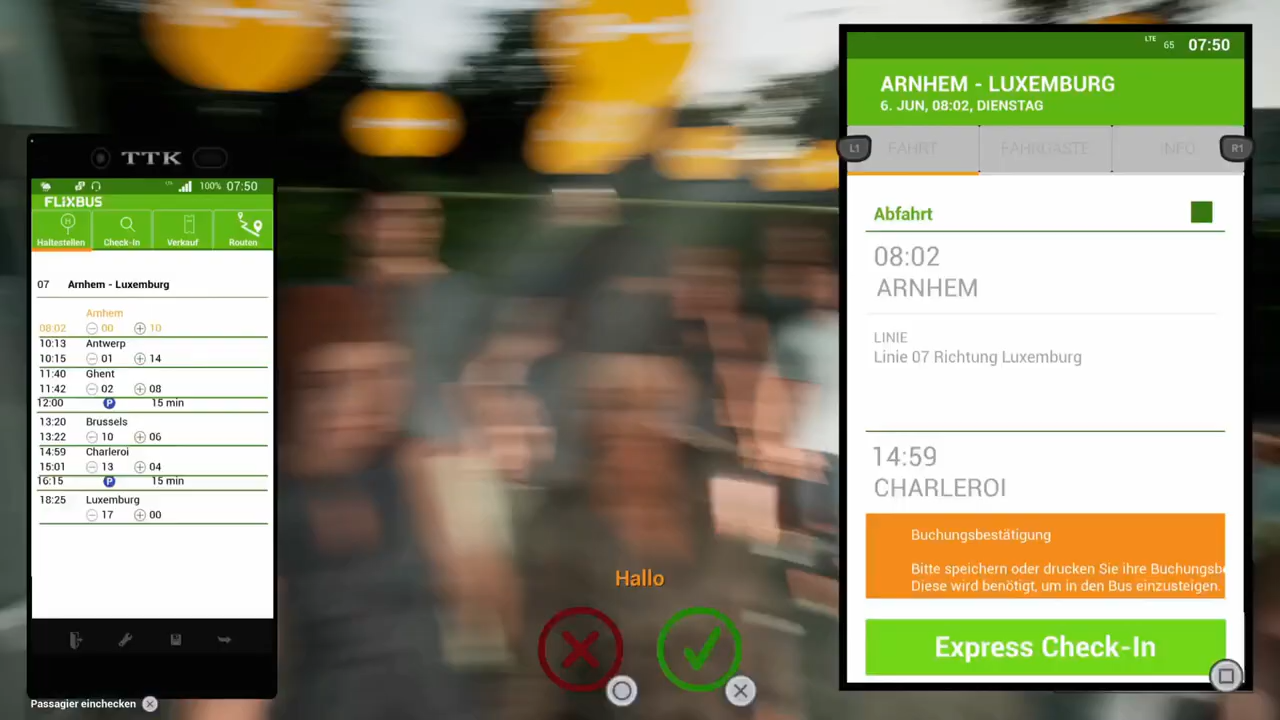 TTK
100% 07:50
FLiXBUS
Haltestellen Check-In Verkauf Routen
07 Arnhem - Luxemburg
Arnhem
08:02 00 10
10:13 Antwerp
10:15 01 14
11:40 Ghent
11:42 02 08
12:00 P 15 min
13:20 Brussels
13:22 10 06
14:59 Charleroi
15:01 13 04
16:15 P 15 min
18:25 Luxemburg
17 00
Passagier einchecken
Hallo
LTE 65 07:50
ARNHEM - LUXEMBURG
6. JUN, 08:02, DIENSTAG
L1 FAHRT FAHRGÄSTE INFO R1
Abfahrt
08:02
ARNHEM
LINIE
Linie 07 Richtung Luxemburg
14:59
CHARLEROI
Buchungsbestätigung
Bitte speichern oder drucken Sie ihre Buchungsbe
Diese wird benötigt, um in den Bus einzusteigen.
Express Check-In